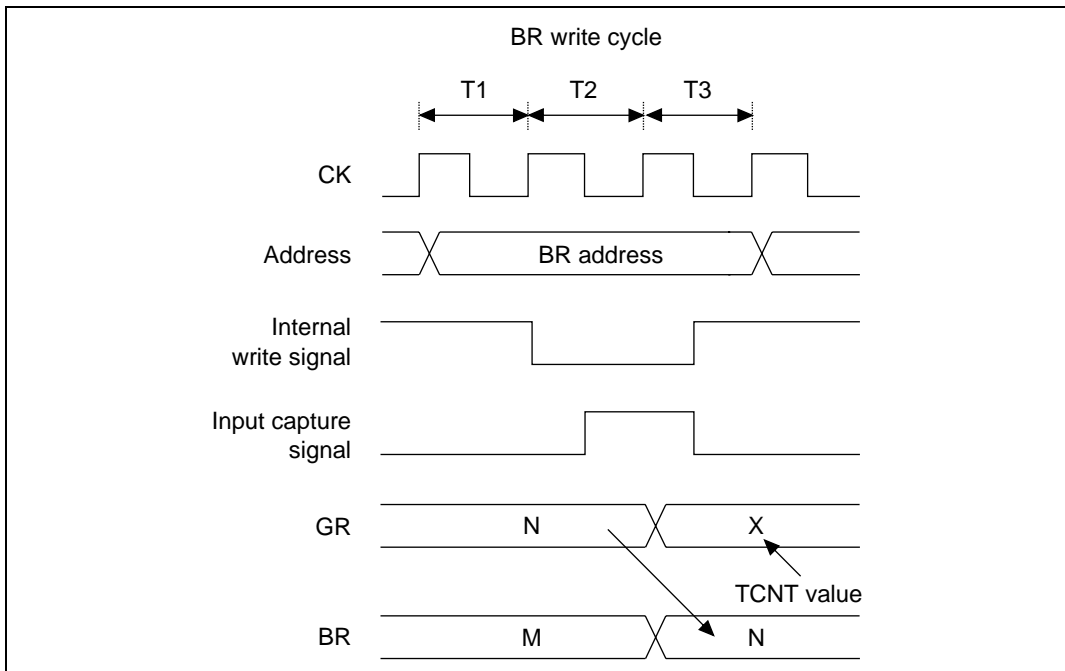 BR write cycle
T1 T2 T3
CK
Address BR address
Internal
write signal
Input capture
signal
GR N X
TCNT value
BR M N